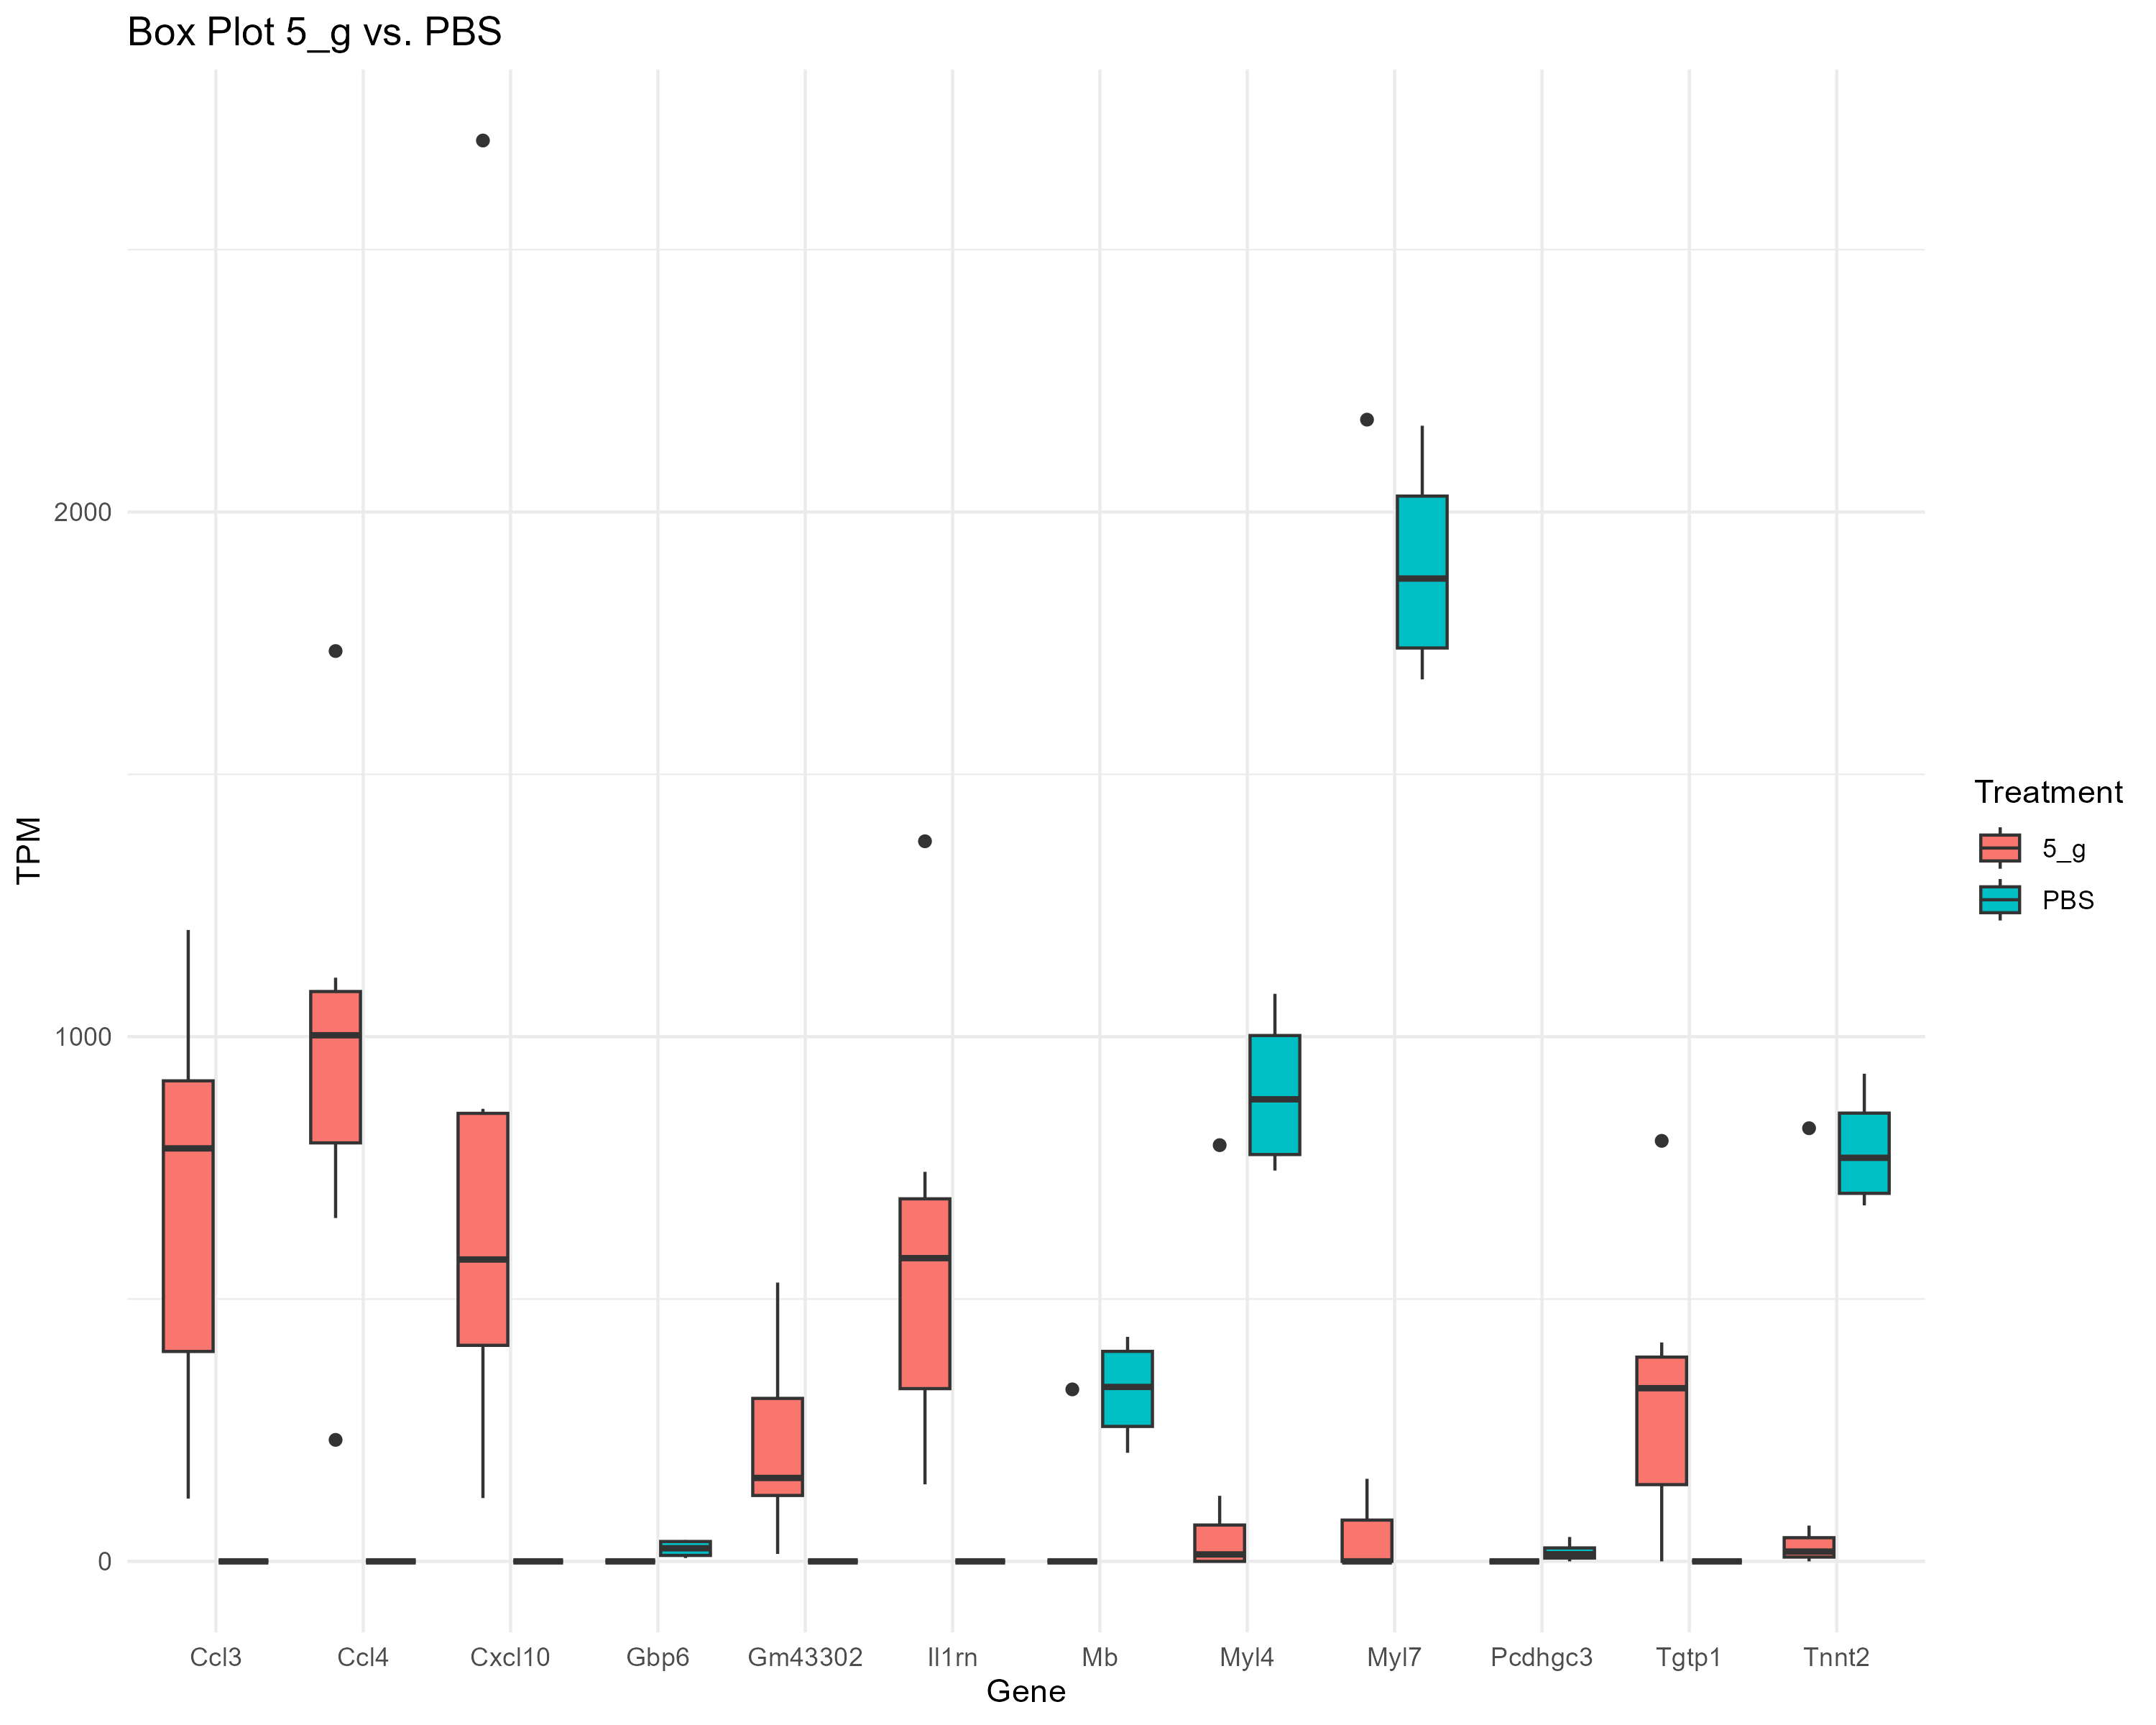 Box Plot 5_g vs. PBS
TPM
2000
1000
0
Ccl3 Ccl4 Cxcl10 Gbp6 Gm43302 Il1rn Mb Myl4 Myl7 Pcdhgc3 Tgtp1 Tnnt2
Gene
Treatment
5_g
PBS